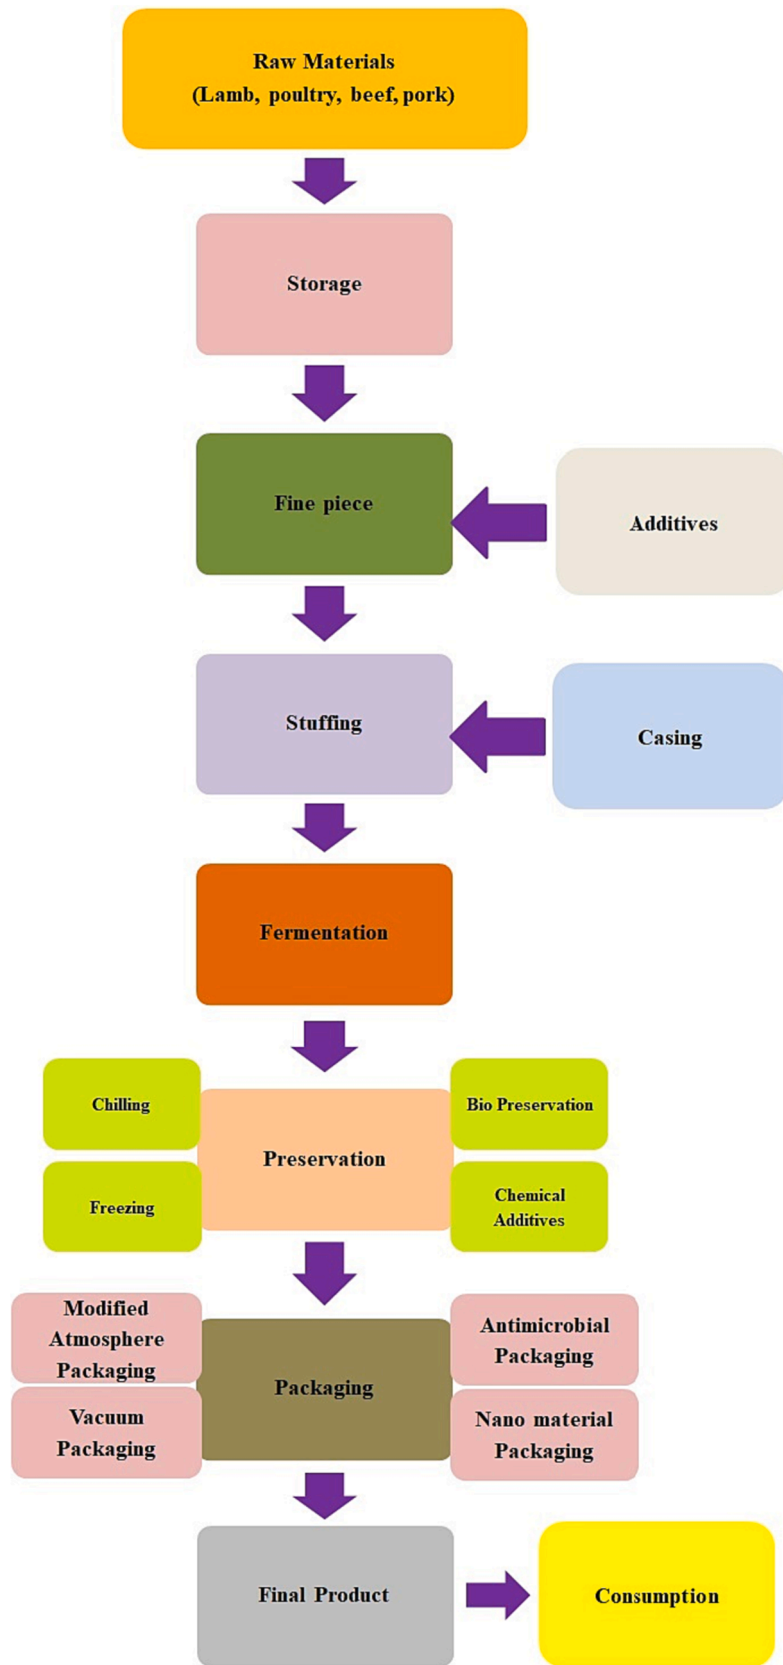 Raw Materials
(Lamb, poultry, beef, pork)
Storage
Fine piece
Additives
Stuffing
Casing
Fermentation
Chilling
Bio Preservation
Preservation
Freezing
Chemical
Additives
Modified
Atmosphere
Packaging
Antimicrobial
Packaging
Packaging
Vacuum
Packaging
Nano material
Packaging
Final Product
Consumption